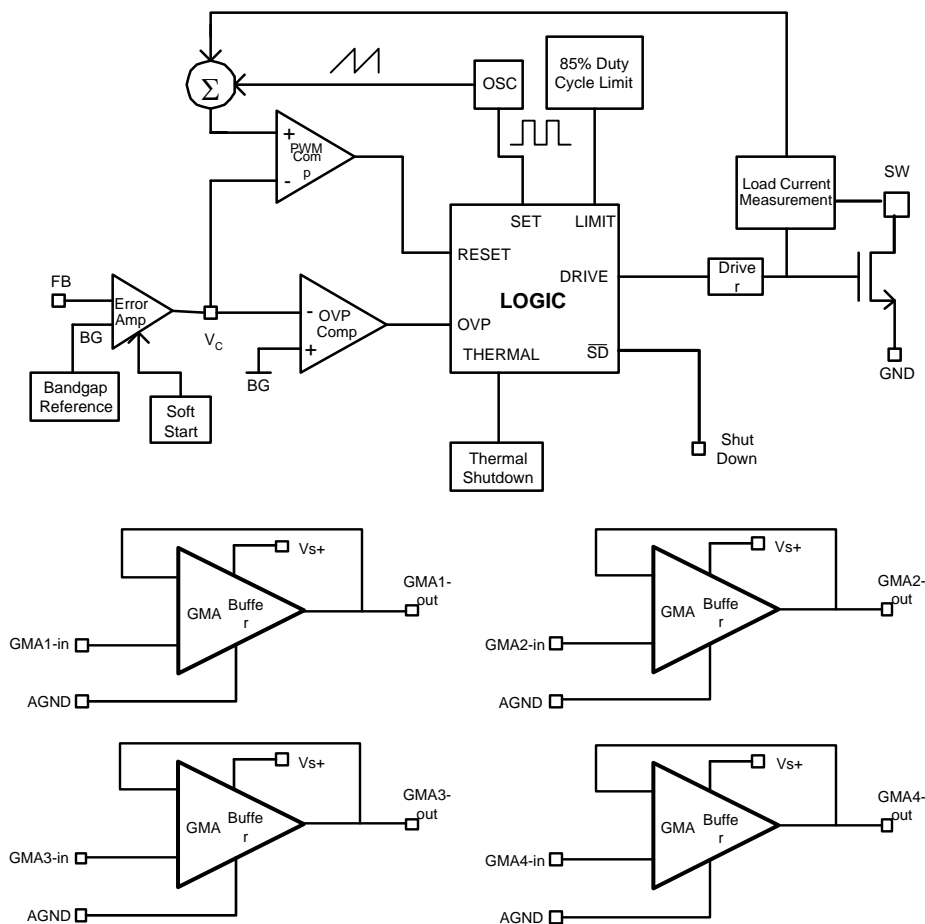 OSC
85% Duty
Cycle Limit
Σ
+
PWM
Com
p
-
Load Current
Measurement
SW
SET
LIMIT
RESET
DRIVE
LOGIC
OVP
THERMAL
SD
Drive
r
FB
Error
Amp
BG
VC
-
OVP
Comp
+
BG
GND
Bandgap
Reference
Soft
Start
Thermal
Shutdown
Shut
Down
Vs+
GMA
Buffe
r
GMA1-
out
GMA1-in
AGND
Vs+
GMA
Buffe
r
GMA2-
out
GMA2-in
AGND
Vs+
GMA
Buffe
r
GMA3-
out
GMA3-in
AGND
Vs+
GMA
Buffe
r
GMA4-
out
GMA4-in
AGND